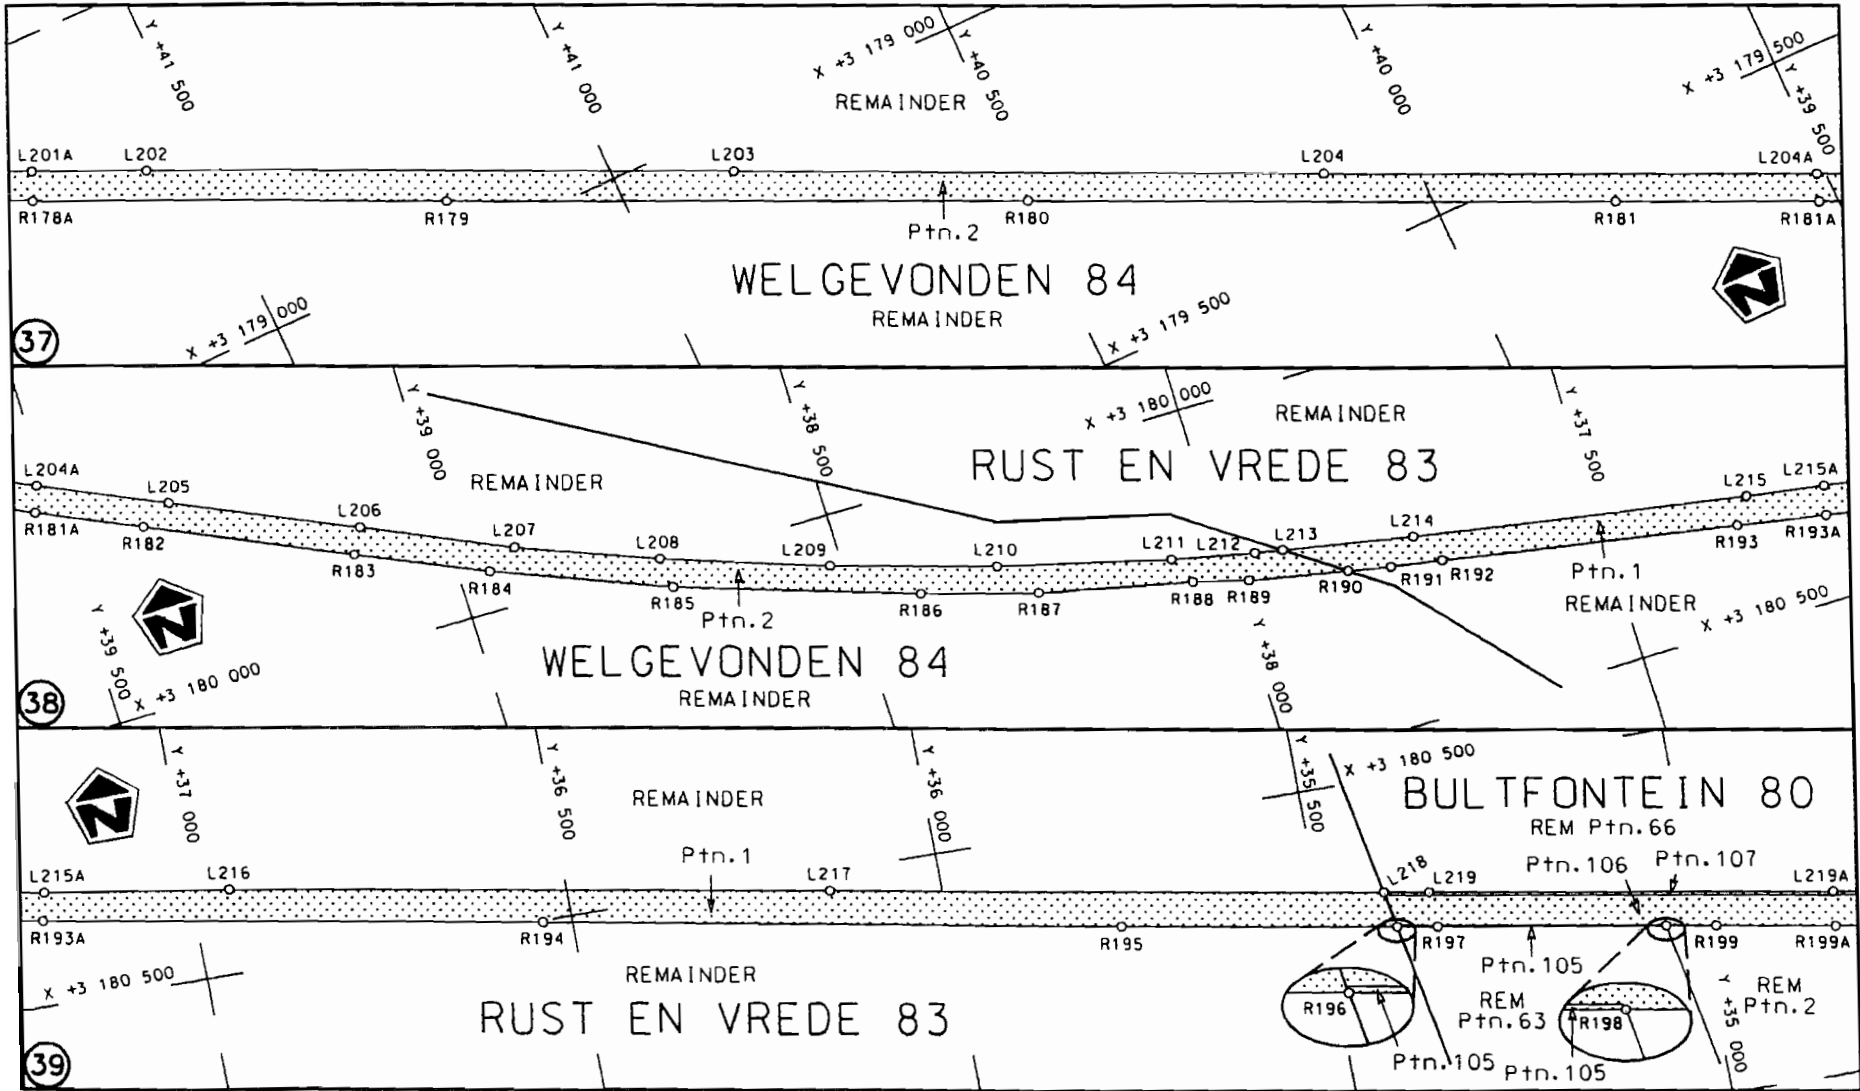 Y +41 500
Y +41 000
X +3 179 000
Y +40 500
Y +40 000
X +3 179 500
Y +39 500
REMAINDER
L201A
L202
L203
L204
L204A
R178A
R179
R180
R181
R181A
Ptn.2
WELGEVONDEN 84
REMAINDER
X +3 179 000
X +3 179 500
N
37
Y +39 000
Y +38 500
X +3 180 000
REMAINDER
Y +37 500
RUST EN VREDE 83
REMAINDER
L204A
L205
L206
L207
L208
L209
L210
L211
L212
L213
L214
L215
L215A
R181A
R182
R183
R184
R185
R186
R187
R188
R189
R190
R191
R192
R193
R193A
Ptn.2
Ptn.1
REMAINDER
X +3 180 500
N
Y +39 500
X +3 180 000
WELGEVONDEN 84
REMAINDER
Y +38 000
38
Y +37 000
Y +36 500
Y +36 000
Y +35 500
X +3 180 500
N
REMAINDER
BULTFONTEIN 80
REM Ptn.66
Ptn.1
Ptn.106
Ptn.107
L215A
L216
L217
L218
L219
L219A
R193A
R194
R195
R197
R199
R199A
Ptn.105
X +3 180 500
REMAINDER
RUST EN VREDE 83
R196
REM
Ptn.63
R198
REM
Ptn.2
Ptn.105
Ptn.105
Y +35 000
39